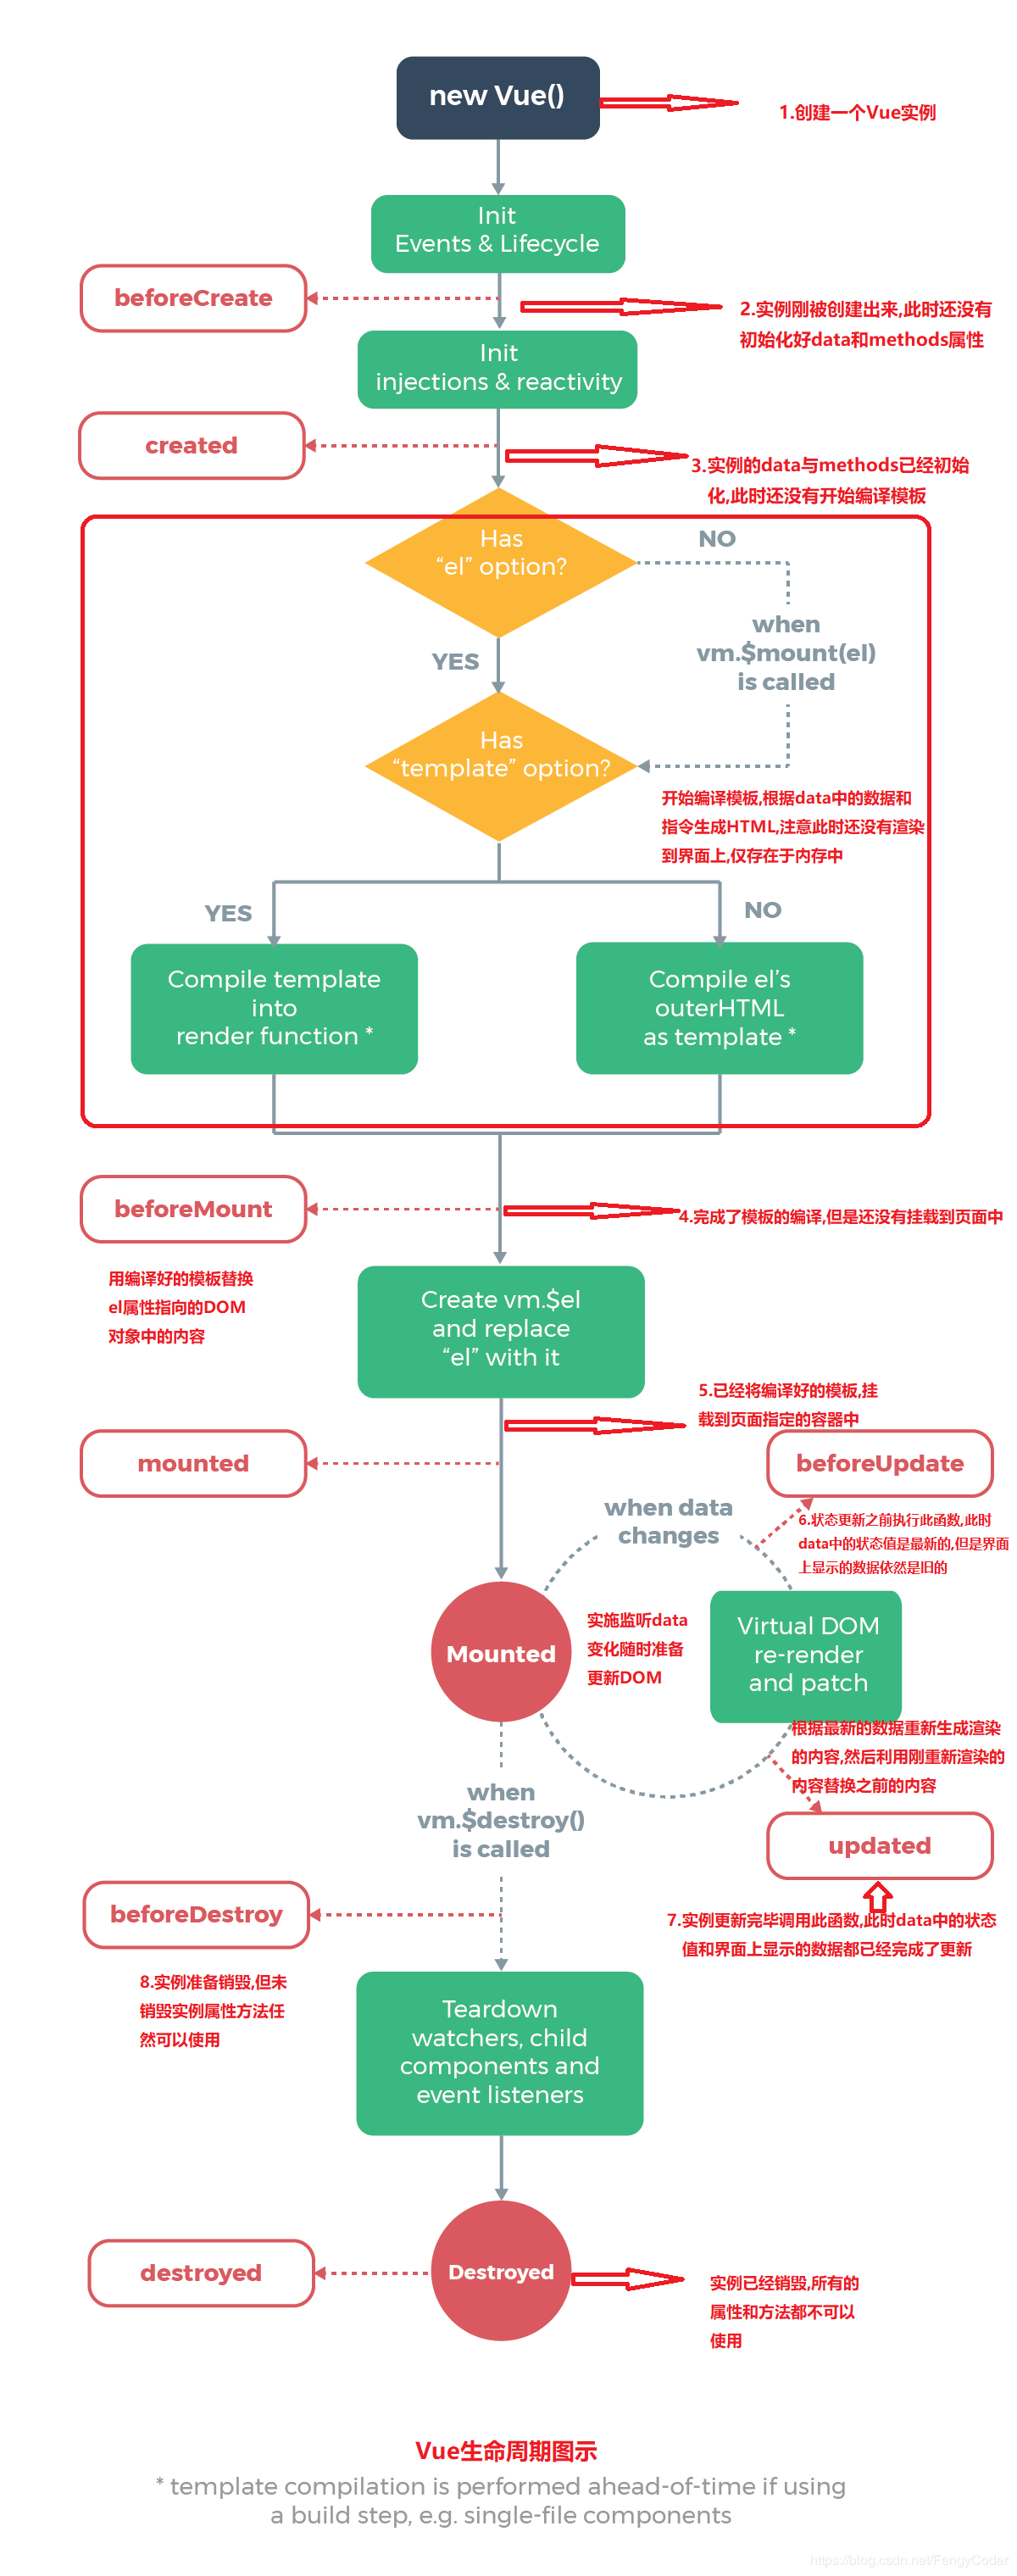 new Vue()
1.创建一个Vue实例
Init
Events & Lifecycle
beforeCreate
2.实例刚被创建出来,此时还没有
初始化好data和methods属性
Init
injections & reactivity
created
3.实例的data与methods已经初始
化,此时还没有开始编译模板
Has
“el” option?
NO
when
vm.$mount(el)
is called
YES
Has
“template” option?
开始编译模板,根据data中的数据和
指令生成HTML,注意此时还没有渲染
到界面上,仅存在于内存中
YES
NO
Compile template
into
render function *
Compile el’s
outerHTML
as template *
beforeMount
4.完成了模板的编译,但是还没有挂载到页面中
用编译好的模板替换
el属性指向的DOM
对象中的内容
Create vm.$el
and replace
“el” with it
5.已经将编译好的模板,挂
载到页面指定的容器中
mounted
beforeUpdate
when data
changes
6.状态更新之前执行此函数,此时
data中的状态值是最新的,但是界面
上显示的数据依然是旧的
Mounted
实施监听data
变化随时准备
更新DOM
Virtual DOM
re-render
and patch
根据最新的数据重新生成渲染
的内容,然后利用刚重新渲染的
内容替换之前的内容
when
vm.$destroy()
is called
updated
beforeDestroy
7.实例更新完毕调用此函数,此时data中的状态
值和界面上显示的数据都已经完成了更新
8.实例准备销毁,但未
销毁实例属性方法任
然可以使用
Teardown
watchers, child
components and
event listeners
destroyed
Destroyed
实例已经销毁,所有的
属性和方法都不可以
使用
Vue生命周期图示
* template compilation is performed ahead-of-time if using
a build step, e.g. single-file components
https://blog.csdn.net/FengyCoder